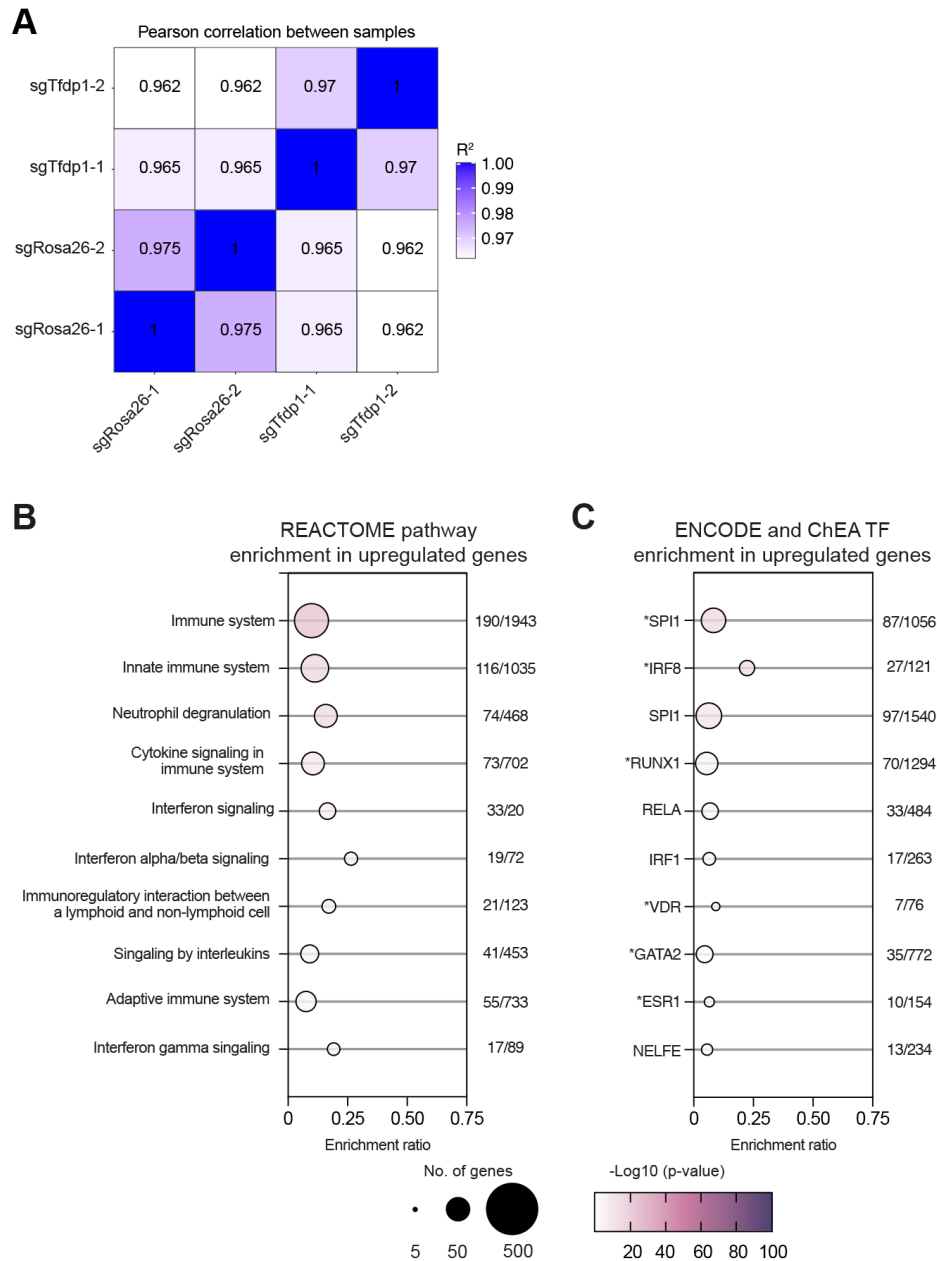 A
Pearson correlation between samples
sgTfdp1-2
0.962
0.962
0.97
1
sgTfdp1-1
0.965
0.965
1
0.97
sgRosa26-2
0.975
1
0.965
0.962
sgRosa26-1
1
0.975
0.965
0.962
sgRosa26-1
sgRosa26-2
sgTfdp1-1
sgTfdp1-2
R²
1.00
0.99
0.98
0.97
B
REACTOME pathway
enrichment in upregulated genes
Immune system
190/1943
Innate immune system
116/1035
Neutrophil degranulation
74/468
Cytokine signaling in
immune system
73/702
Interferon signaling
33/20
Interferon alpha/beta signaling
19/72
Immunoregulatory interaction between
a lymphoid and non-lymphoid cell
21/123
Singaling by interleukins
41/453
Adaptive immune system
55/733
Interferon gamma singaling
17/89
0
0.25
0.50
0.75
Enrichment ratio
C
ENCODE and ChEA TF
enrichment in upregulated genes
*SPI1
87/1056
*IRF8
27/121
SPI1
97/1540
*RUNX1
70/1294
RELA
33/484
IRF1
17/263
*VDR
7/76
*GATA2
35/772
*ESR1
10/154
NELFE
13/234
0
0.25
0.50
0.75
Enrichment ratio
No. of genes
5
50
500
-Log10 (p-value)
20
40
60
80
100